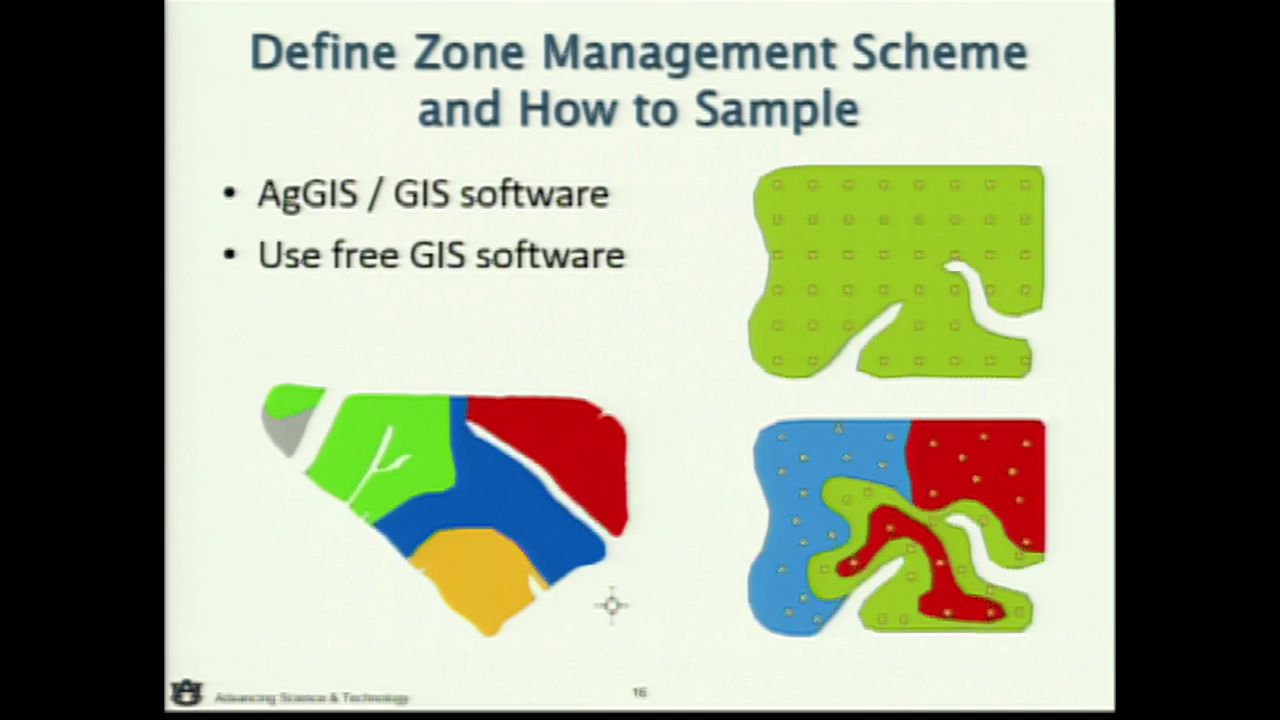 Define Zone Management Scheme
and How to Sample
• AgGIS / GIS software
• Use free GIS software
Advancing Science & Technology
16